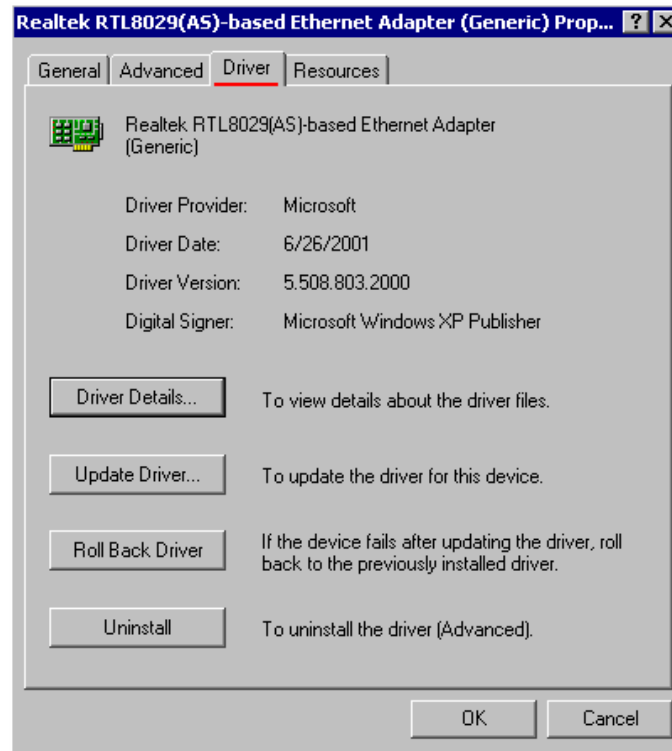 Realtek RTL8029(AS)-based Ethernet Adapter (Generic) Prop... ? X
General Advanced Driver Resources
Realtek RTL8029(AS)-based Ethernet Adapter
(Generic)
Driver Provider: Microsoft
Driver Date: 6/26/2001
Driver Version: 5.508.803.2000
Digital Signer: Microsoft Windows XP Publisher
Driver Details... To view details about the driver files.
Update Driver... To update the driver for this device.
Roll Back Driver If the device fails after updating the driver, roll
back to the previously installed driver.
Uninstall To uninstall the driver (Advanced).
OK Cancel